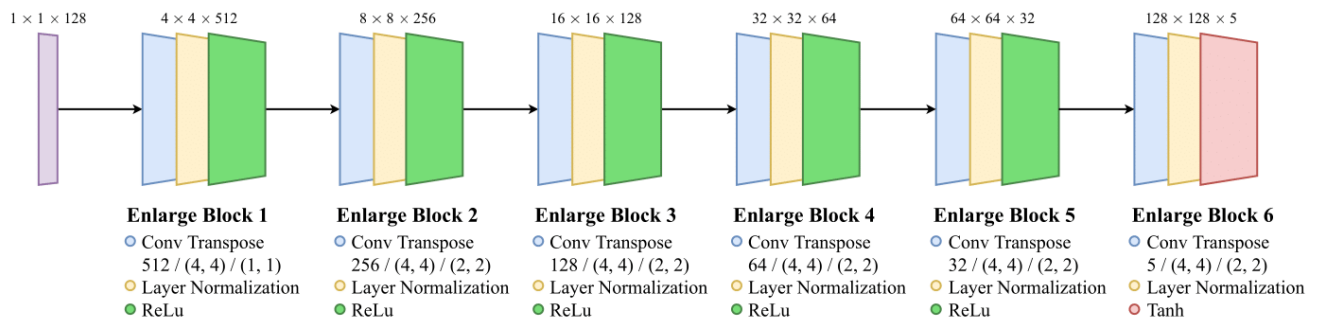 1 × 1 × 128
4 × 4 × 512
8 × 8 × 256
16 × 16 × 128
32 × 32 × 64
64 × 64 × 32
128 × 128 × 5
Enlarge Block 1
Conv Transpose
512 / (4, 4) / (1, 1)
Layer Normalization
ReLu
Enlarge Block 2
Conv Transpose
256 / (4, 4) / (2, 2)
Layer Normalization
ReLu
Enlarge Block 3
Conv Transpose
128 / (4, 4) / (2, 2)
Layer Normalization
ReLu
Enlarge Block 4
Conv Transpose
64 / (4, 4) / (2, 2)
Layer Normalization
ReLu
Enlarge Block 5
Conv Transpose
32 / (4, 4) / (2, 2)
Layer Normalization
ReLu
Enlarge Block 6
Conv Transpose
5 / (4, 4) / (2, 2)
Layer Normalization
Tanh